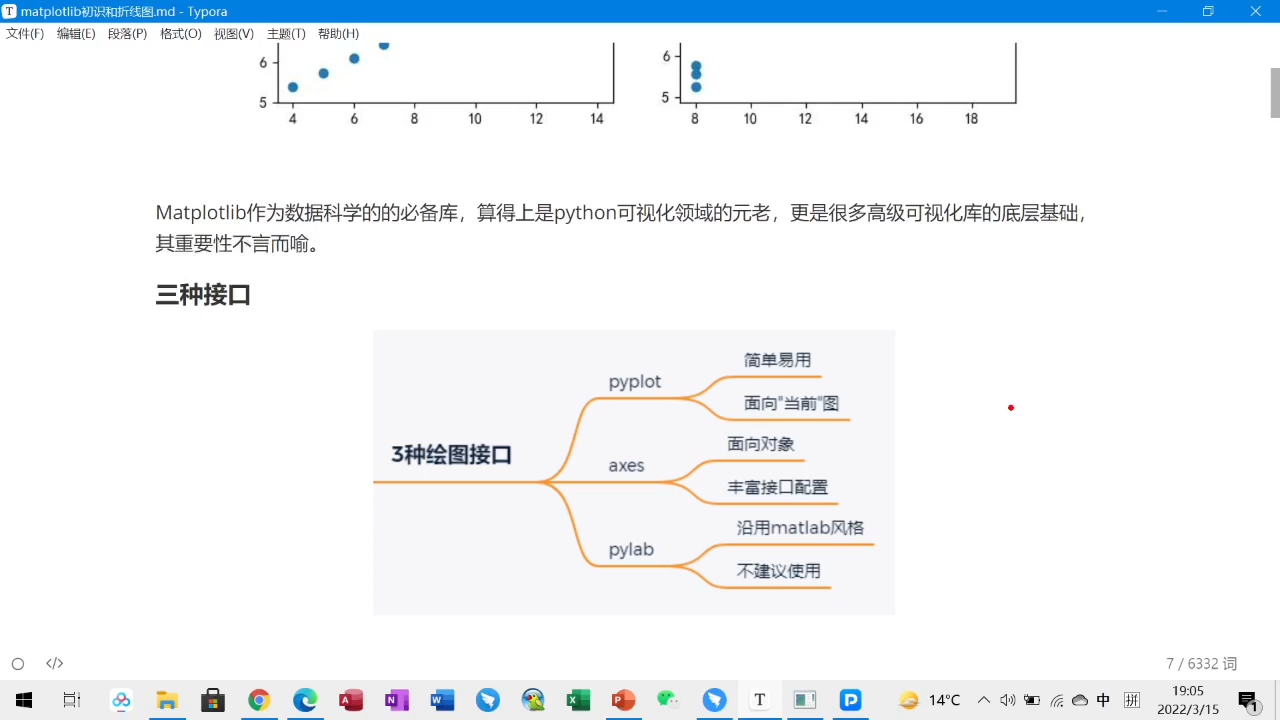 matplotlib初识和折线图.md - Typora
文件(F) 编辑(E) 段落(P) 格式(O) 视图(V) 主题(T) 帮助(H)
6
5
4 6 8 10 12 14
6
5
8 10 12 14 16 18
Matplotlib作为数据科学的的必备库，算得上是python可视化领域的元老，更是很多高级可视化库的底层基础，
其重要性不言而喻。
三种接口
3种绘图接口
pyplot
简单易用
面向"当前"图
axes
面向对象
丰富接口配置
pylab
沿用matlab风格
不建议使用
</> 7 / 6332 词
14°C 中 拼 19:05
2022/3/15
1